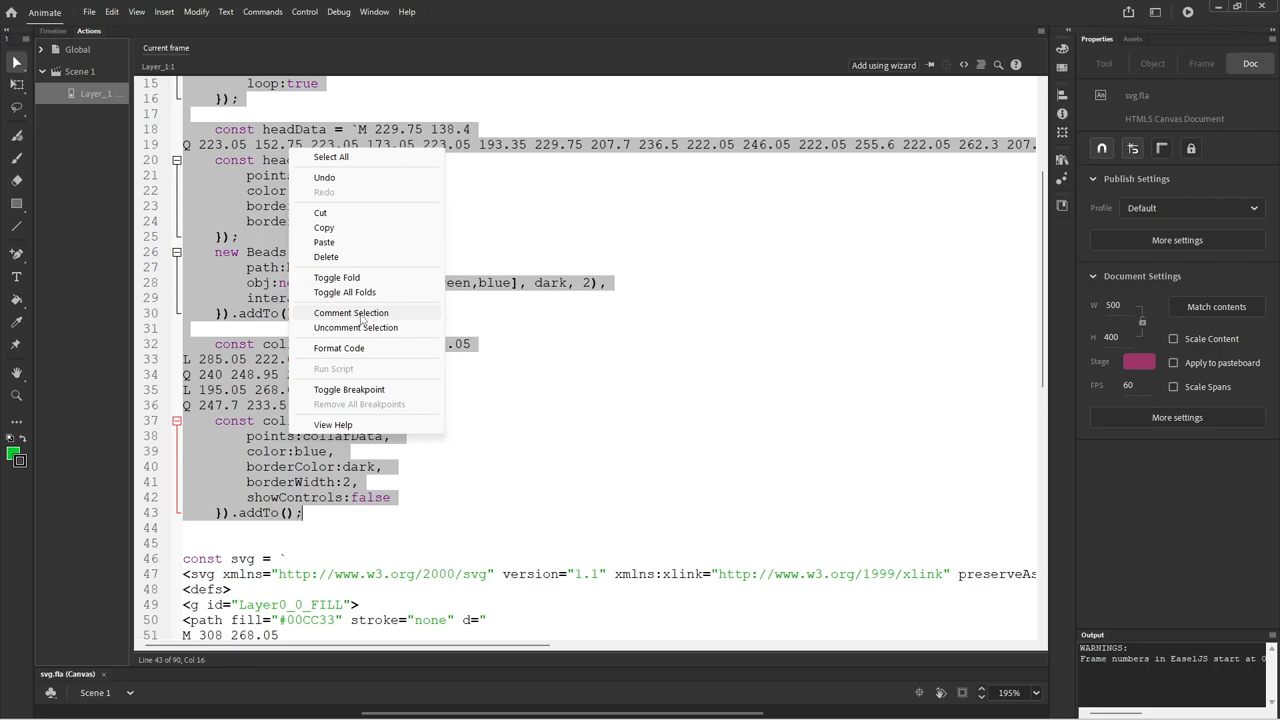 Animate File Edit View Insert Modify Text Commands Control Debug Window Help
Timeline Actions
Global
Scene 1
Layer_1:...
Current frame
Layer_1:1
Add using wizard
15 loop:true
16 });
17
18 const headData = `M 229.75 138.4
19 Q 223.05 152.75 223.05 173.05 223.05 193.35 229.75 207.7 236.5 222.05 246.05 222.05 255.6 222.05 262.3 207.
20 const hea
21 point
22 color
23 border
24 border
25 });
26 new Beads
27 path:
28 obj:ne een,blue], dark, 2),
29 intera
30 }).addTo(
31
32 const coll .05
33 L 285.05 222.0
34 Q 240 248.95
35 L 195.05 268.0
36 Q 247.7 233.5
37 const coll
38 points:collarData,
39 color:blue,
40 borderColor:dark,
41 borderWidth:2,
42 showControls:false
43 }).addTo();
44
45
46 const svg = `
47 <svg xmlns="http://www.w3.org/2000/svg" version="1.1" xmlns:xlink="http://www.w3.org/1999/xlink" preserveAs
48 <defs>
49 <g id="Layer0_0_FILL">
50 <path fill="#00CC33" stroke="none" d="
51 M 308 268.05
Select All
Undo
Redo
Cut
Copy
Paste
Delete
Toggle Fold
Toggle All Folds
Comment Selection
Uncomment Selection
Format Code
Run Script
Toggle Breakpoint
Remove All Breakpoints
View Help
Line 43 of 90, Col 16
svg.fla (Canvas) ×
Scene 1
195%
Properties Assets
Tool Object Frame Doc
An svg.fla
HTML5 Canvas Document
Publish Settings
Profile Default
More settings
Document Settings
W 500 Match contents
H 400 Scale Content
Stage Apply to pasteboard
FPS 60 Scale Spans
More settings
Output
WARNINGS:
Frame numbers in EaselJS start at 0